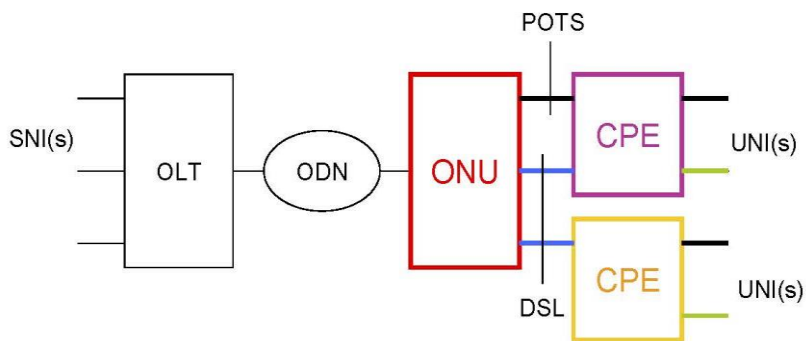 POTS
SNI(s)
OLT
ODN
ONU
CPE
UNI(s)
DSL
CPE
UNI(s)